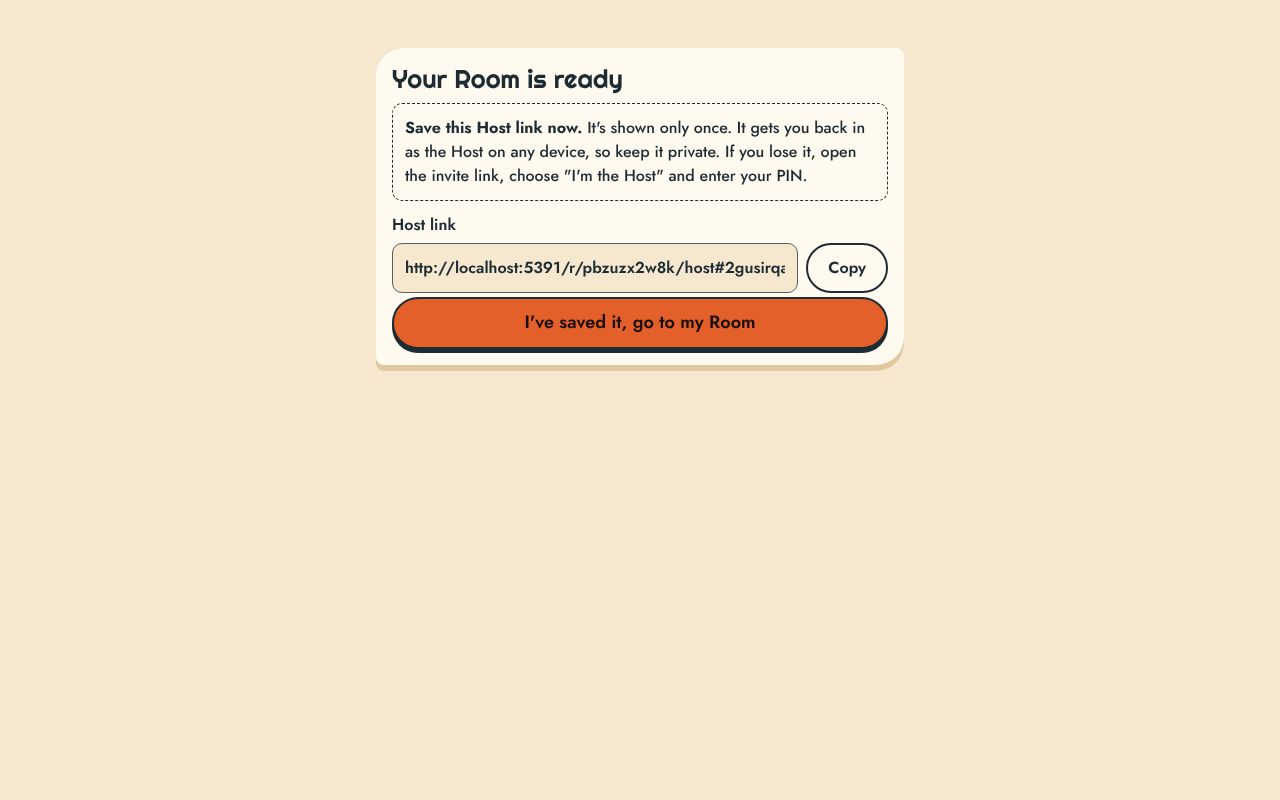 Your Room is ready
Save this Host link now. It's shown only once. It gets you back in
as the Host on any device, so keep it private. If you lose it, open
the invite link, choose "I'm the Host" and enter your PIN.
Host link
http://localhost:5391/r/pbzuzx2w8k/host#2gusirqa
Copy
I've saved it, go to my Room